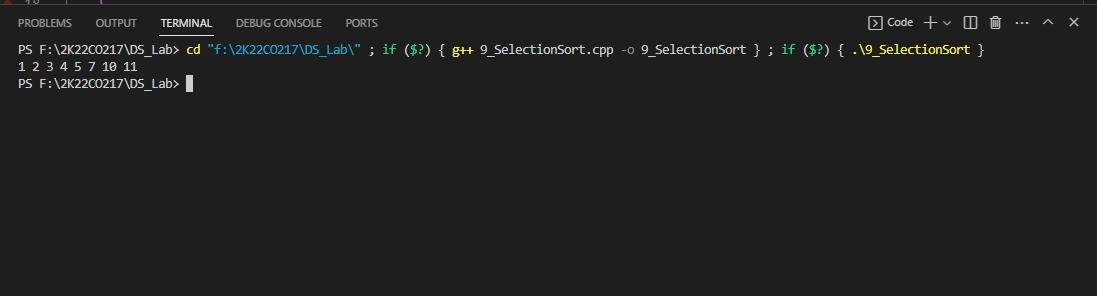 PROBLEMS OUTPUT TERMINAL DEBUG CONSOLE PORTS Code
PS F:\2K22CO217\DS_Lab> cd "f:\2K22CO217\DS_Lab\" ; if ($?) { g++ 9_SelectionSort.cpp -o 9_SelectionSort } ; if ($?) { .\9_SelectionSort }
1 2 3 4 5 7 10 11
PS F:\2K22CO217\DS_Lab>